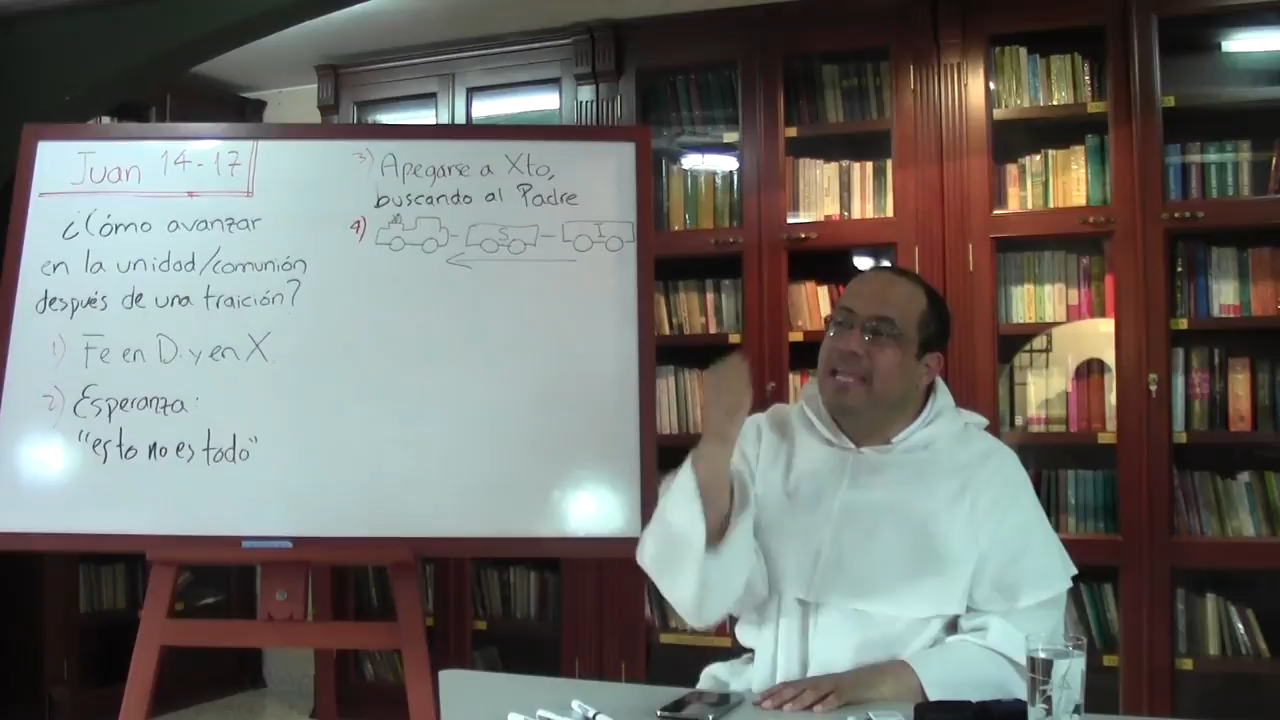 Juan 14-17
¿Cómo avanzar
en la unidad/comunión
después de una traición?
1) Fe en D. y en X.
2) Esperanza:
"esto no es todo"
3) Apegarse a Xto,
buscando al Padre
4) S I